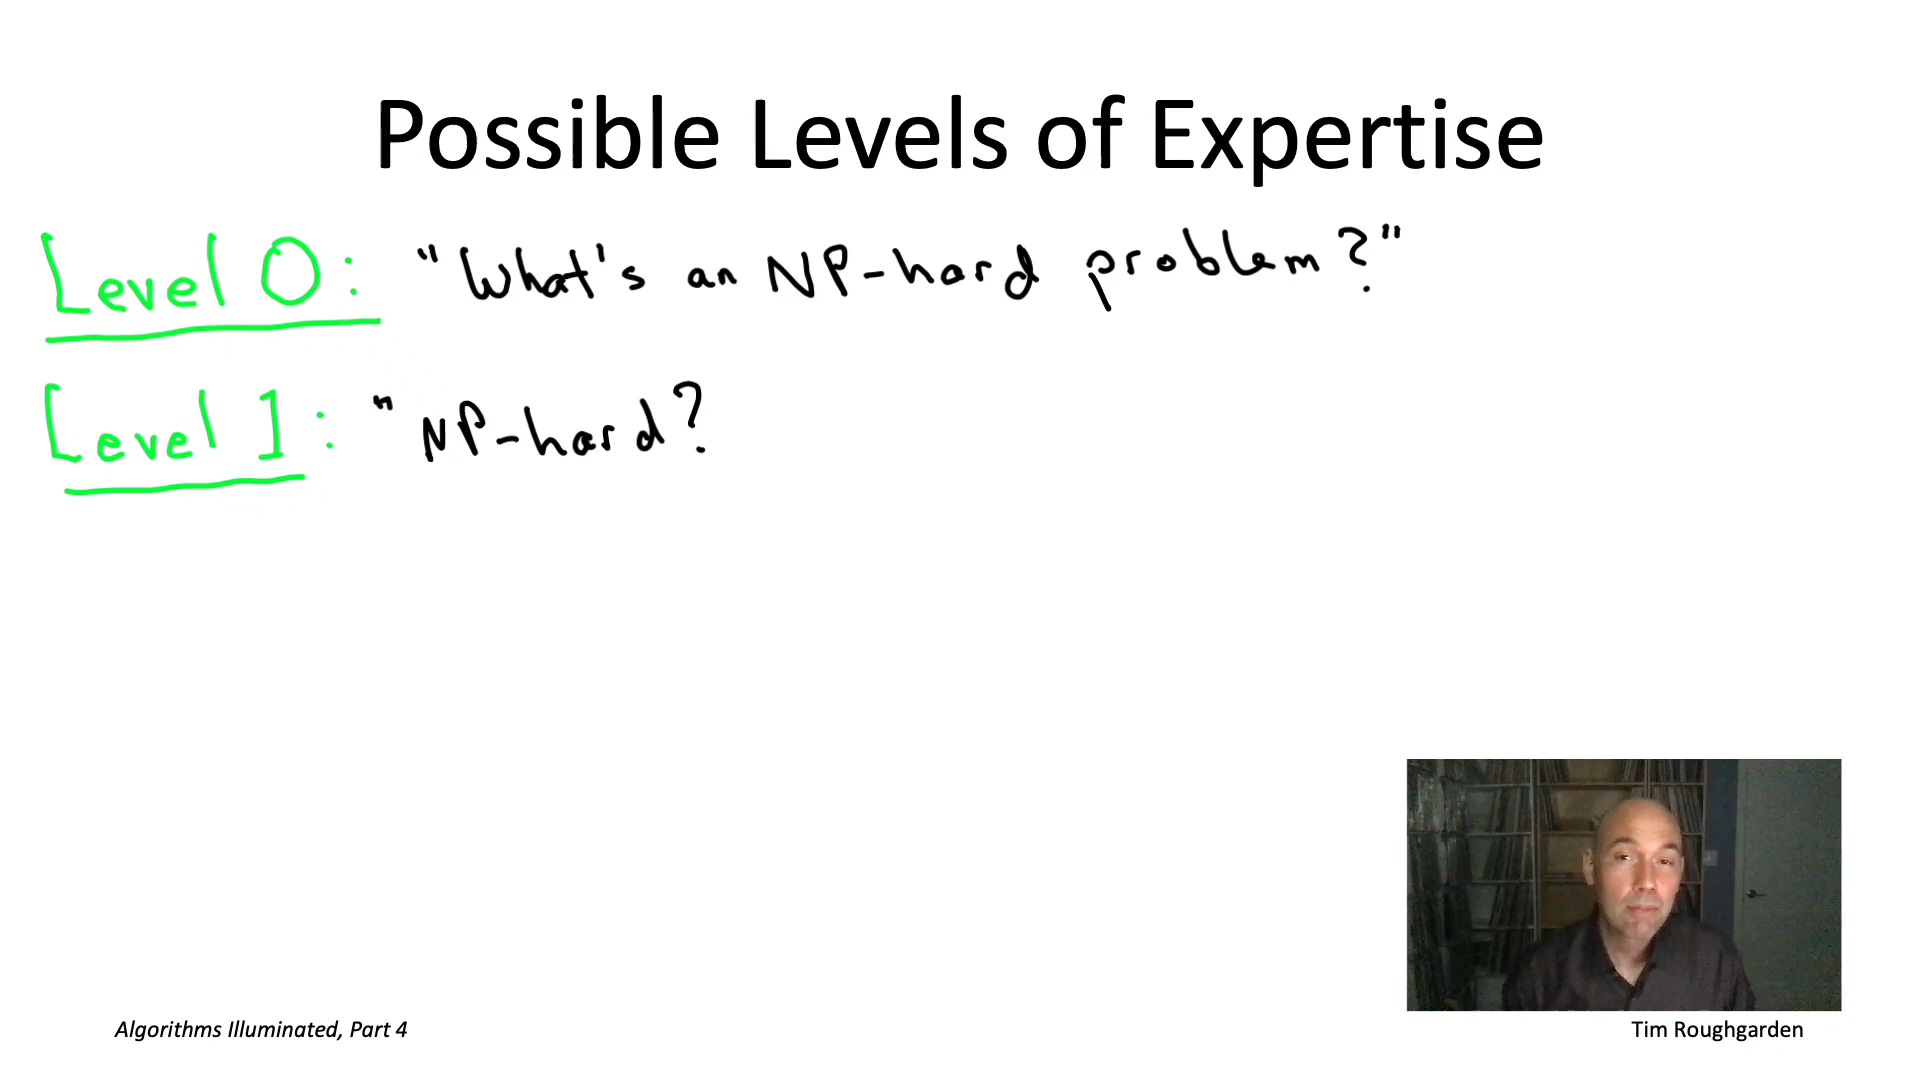 Possible Levels of Expertise
Level 0: "What's an NP-hard problem?"
Level 1: "NP-hard?
Algorithms Illuminated, Part 4
Tim Roughgarden